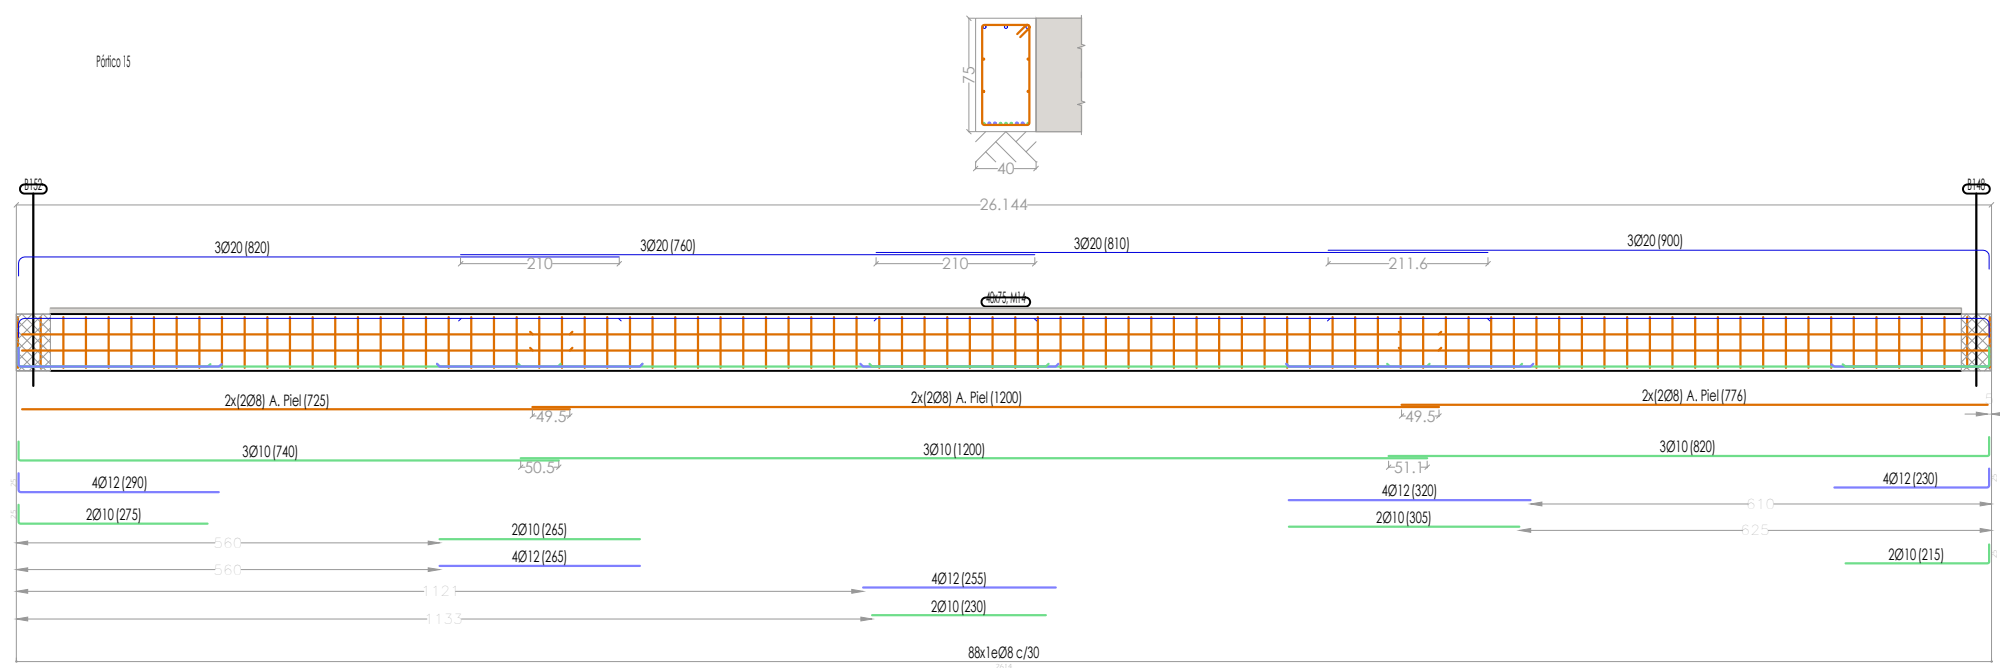 Pórtico 15
75
40
B152
B148
26.144
3Ø20 (820)
3Ø20 (760)
3Ø20 (810)
3Ø20 (900)
210
210
211.6
40x75, M14
2x(2Ø8) A. Piel (725)
2x(2Ø8) A. Piel (1200)
2x(2Ø8) A. Piel (776)
49.5
49.5
3Ø10 (740)
3Ø10 (1200)
3Ø10 (820)
50.5
51.1
4Ø12 (290)
4Ø12 (320)
4Ø12 (230)
610
2Ø10 (275)
2Ø10 (305)
2Ø10 (265)
625
560
4Ø12 (265)
2Ø10 (215)
560
4Ø12 (255)
1121
2Ø10 (230)
1133
88x1eØ8 c/30